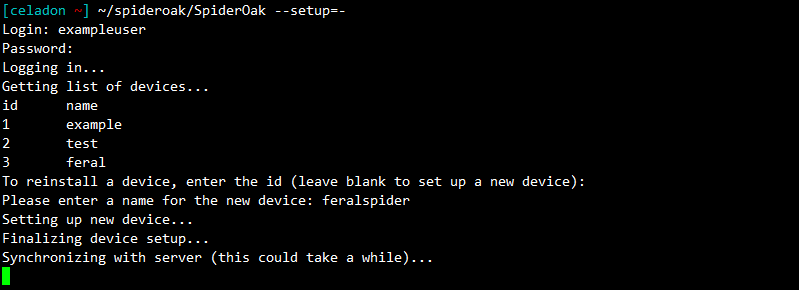 [celadon ~] ~/spideroak/SpiderOak --setup=-
Login: exampleuser
Password:
Logging in...
Getting list of devices...
id      name
1       example
2       test
3       feral
To reinstall a device, enter the id (leave blank to set up a new device):
Please enter a name for the new device: feralspider
Setting up new device...
Finalizing device setup...
Synchronizing with server (this could take a while)...